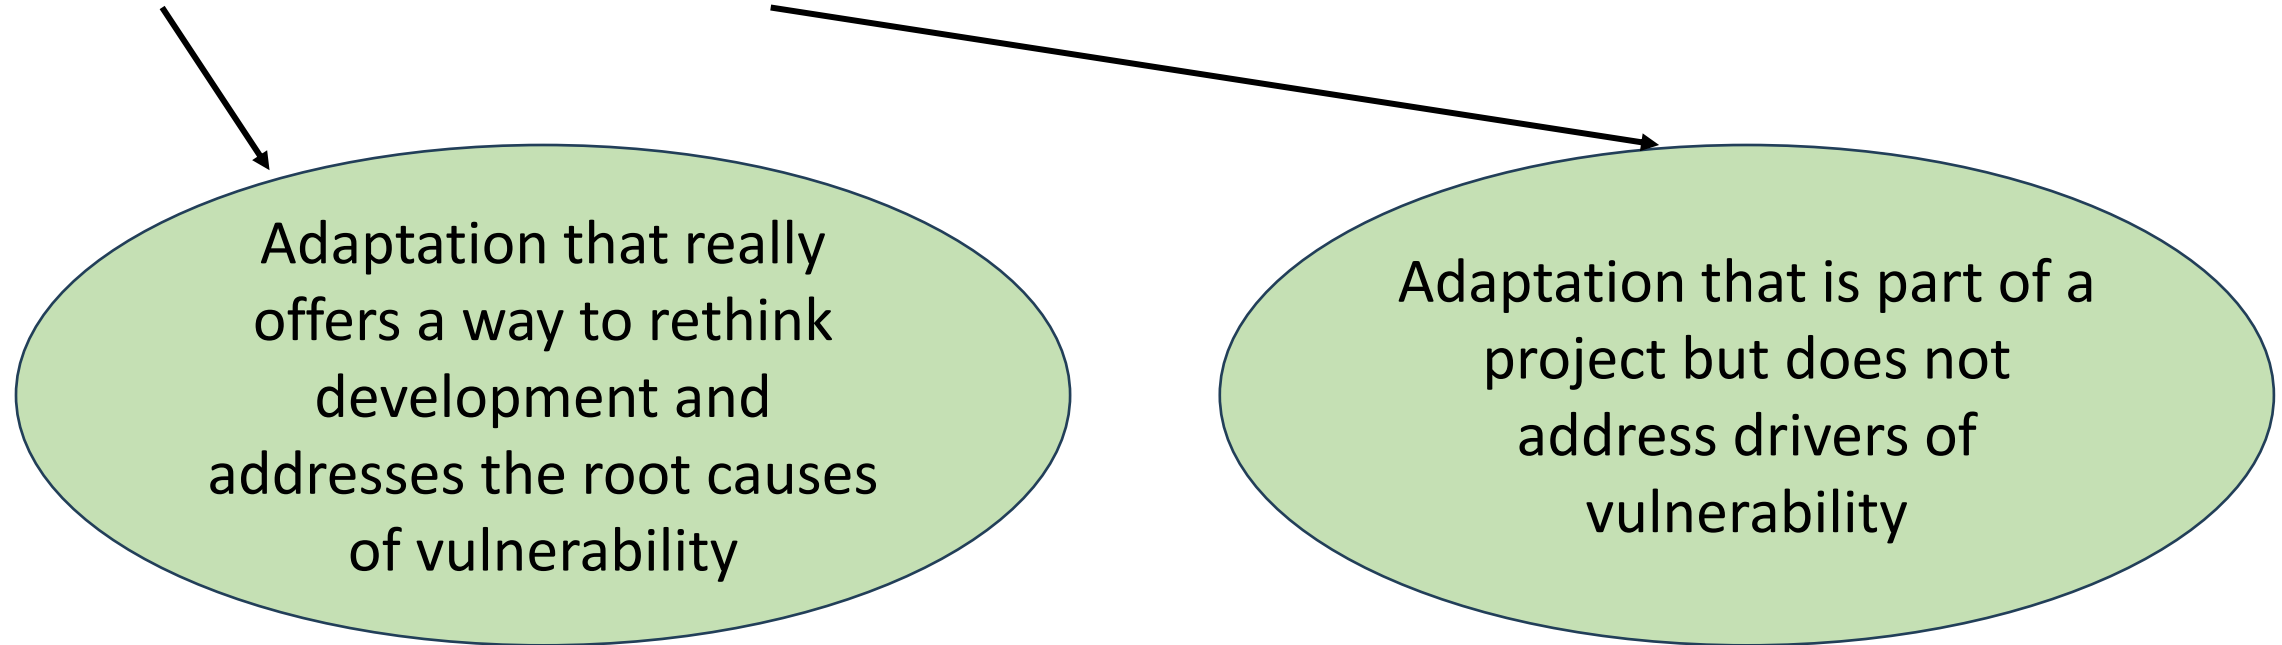 Adaptation that really
offers a way to rethink
development and
addresses the root causes
of vulnerability
Adaptation that is part of a
project but does not
address drivers of
vulnerability